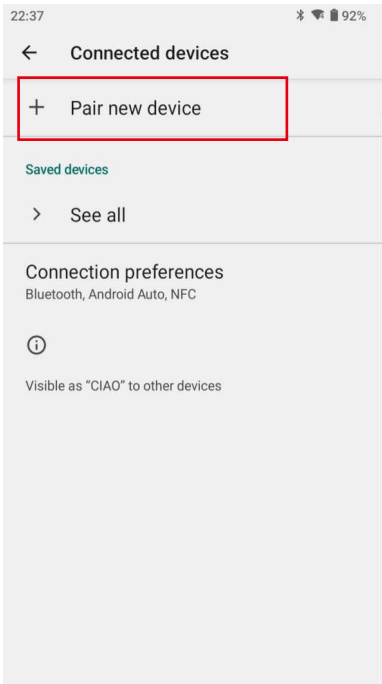 22:37 92%
Connected devices
Pair new device
Saved devices
See all
Connection preferences
Bluetooth, Android Auto, NFC
Visible as “CIAO” to other devices